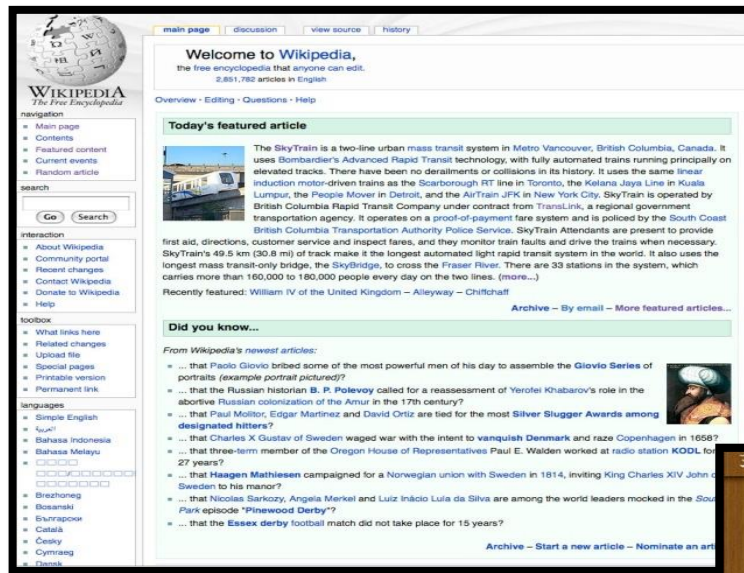 main page
discussion
view source
history
WIKIPEDIA
The Free Encyclopedia
navigation
Main page
Contents
Featured content
Current events
Random article
search
Go
Search
interaction
About Wikipedia
Community portal
Recent changes
Contact Wikipedia
Donate to Wikipedia
Help
toolbox
What links here
Related changes
Upload file
Special pages
Printable version
Permanent link
languages
Simple English
العربية
Bahasa Indonesia
Bahasa Melayu
Brezhoneg
Bosanski
Български
Català
Česky
Cymraeg
Dansk
Welcome to Wikipedia,
the free encyclopedia that anyone can edit.
2,851,782 articles in English
Overview · Editing · Questions · Help
Today's featured article
The SkyTrain is a two-line urban mass transit system in Metro Vancouver, British Columbia, Canada. It
uses Bombardier's Advanced Rapid Transit technology, with fully automated trains running principally on
elevated tracks. There have been no derailments or collisions in its history. It uses the same linear
induction motor-driven trains as the Scarborough RT line in Toronto, the Kelana Jaya Line in Kuala
Lumpur, the People Mover in Detroit, and the AirTrain JFK in New York City. SkyTrain is operated by
British Columbia Rapid Transit Company under contract from TransLink, a regional government
transportation agency. It operates on a proof-of-payment fare system and is policed by the South Coast
British Columbia Transportation Authority Police Service. SkyTrain Attendants are present to provide
first aid, directions, customer service and inspect fares, and they monitor train faults and drive the trains when necessary.
SkyTrain's 49.5 km (30.8 mi) of track make it the longest automated light rapid transit system in the world. It also uses the
longest mass transit-only bridge, the SkyBridge, to cross the Fraser River. There are 33 stations in the system, which
carries more than 160,000 to 180,000 people every day on the two lines. (more...)
Recently featured: William IV of the United Kingdom – Alleyway – Chiffchaff
Archive – By email – More featured articles...
Did you know...
From Wikipedia's newest articles:
... that Paolo Giovio bribed some of the most powerful men of his day to assemble the Giovio Series of
portraits (example portrait pictured)?
... that the Russian historian B. P. Polevoy called for a reassessment of Yerofei Khabarov's role in the
abortive Russian colonization of the Amur in the 17th century?
... that Paul Molitor, Edgar Martinez and David Ortiz are tied for the most Silver Slugger Awards among
designated hitters?
... that Charles X Gustav of Sweden waged war with the intent to vanquish Denmark and raze Copenhagen in 1658?
... that three-term member of the Oregon House of Representatives Paul E. Walden worked at radio station KODL for
27 years?
... that Haagen Mathiesen campaigned for a Norwegian union with Sweden in 1814, inviting King Charles XIV John
Sweden to his manor?
... that Nicolas Sarkozy, Angela Merkel and Luiz Inácio Lula da Silva are among the world leaders mocked in the
Park episode "Pinewood Derby"?
... that the Essex derby football match did not take place for 15 years?
Archive – Start a new article – Nominate an